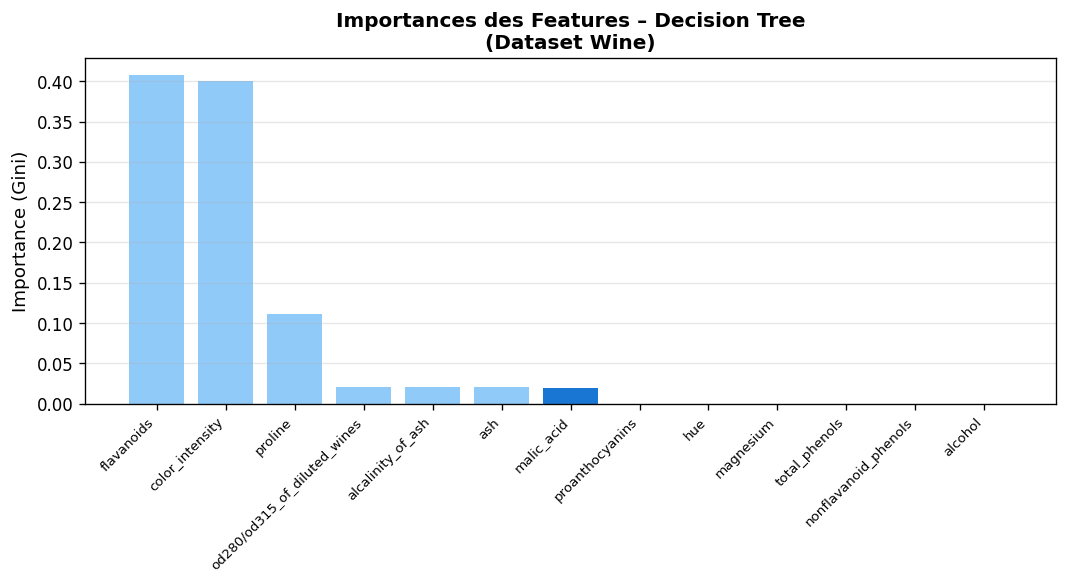 Importances des Features – Decision Tree
(Dataset Wine)
Importance (Gini)
0.40
0.35
0.30
0.25
0.20
0.15
0.10
0.05
0.00
flavanoids
color_intensity
proline
od280/od315_of_diluted_wines
alcalinity_of_ash
ash
malic_acid
proanthocyanins
hue
magnesium
total_phenols
nonflavanoid_phenols
alcohol